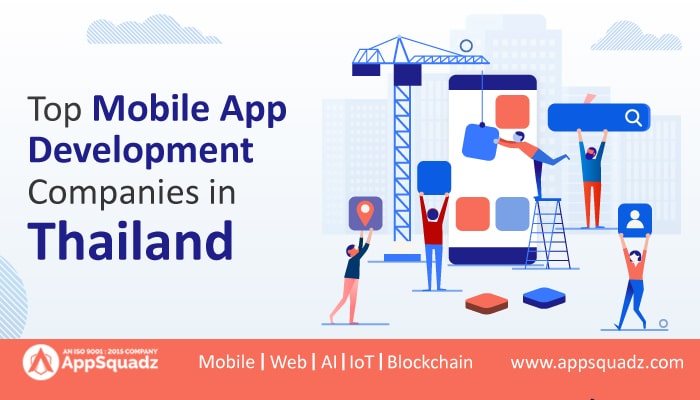 Top Mobile App
Development
Companies in
Thailand
AN ISO 9001 : 2015 COMPANY
AppSquadz
Mobile | Web | AI | IoT | Blockchain
www.appsquadz.com